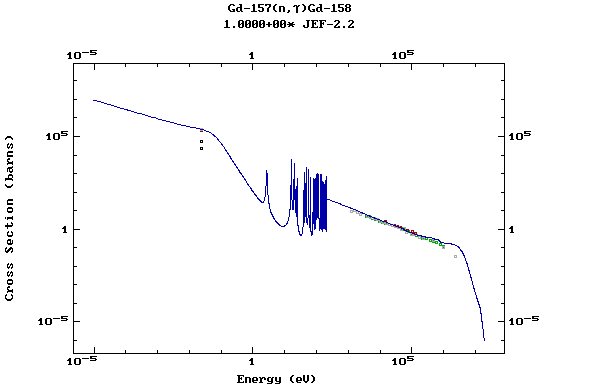 Gd-157(n,γ)Gd-158
1.0000+00* JEF-2.2
10⁻⁵ 1 10⁵
10⁵ 10⁵
1 1
10⁻⁵ 10⁻⁵
10⁻⁵ 1 10⁵
Cross Section (barns)
Energy (eV)